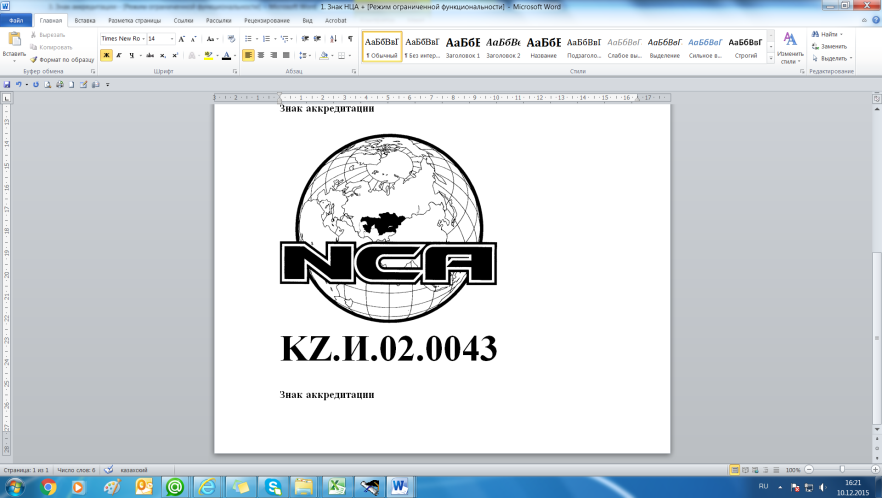 1. Знак НЦА + [Режим ограниченной функциональности] - Microsoft Word
Файл Главная Вставка Разметка страницы Ссылки Рассылки Рецензирование Вид Acrobat
Вставить
Вырезать
Копировать
Формат по образцу
Буфер обмена
Times New Ro 14
Ж К Ч abc x₂ x²
Шрифт
Абзац
АаБбВвГ АаБбВвГ АаБбВ АаБбВв АаБбВ АаБбВвГ АаБбВвГ АаБбВвГ АаБбВвГ АаБбВвГ
¶ Обычный ¶ Без интер... Заголовок 1 Заголовок 2 Название Подзаголо... Слабое вы... Выделение Сильное в... Строгий
Стили
Изменить
стили
Найти
Заменить
Выделить
Редактирование
Знак аккредитации
NCA
KZ.И.02.0043
Знак аккредитации
Страница: 1 из 1 Число слов: 6 казахский 100%
RU 16:21
10.12.2015